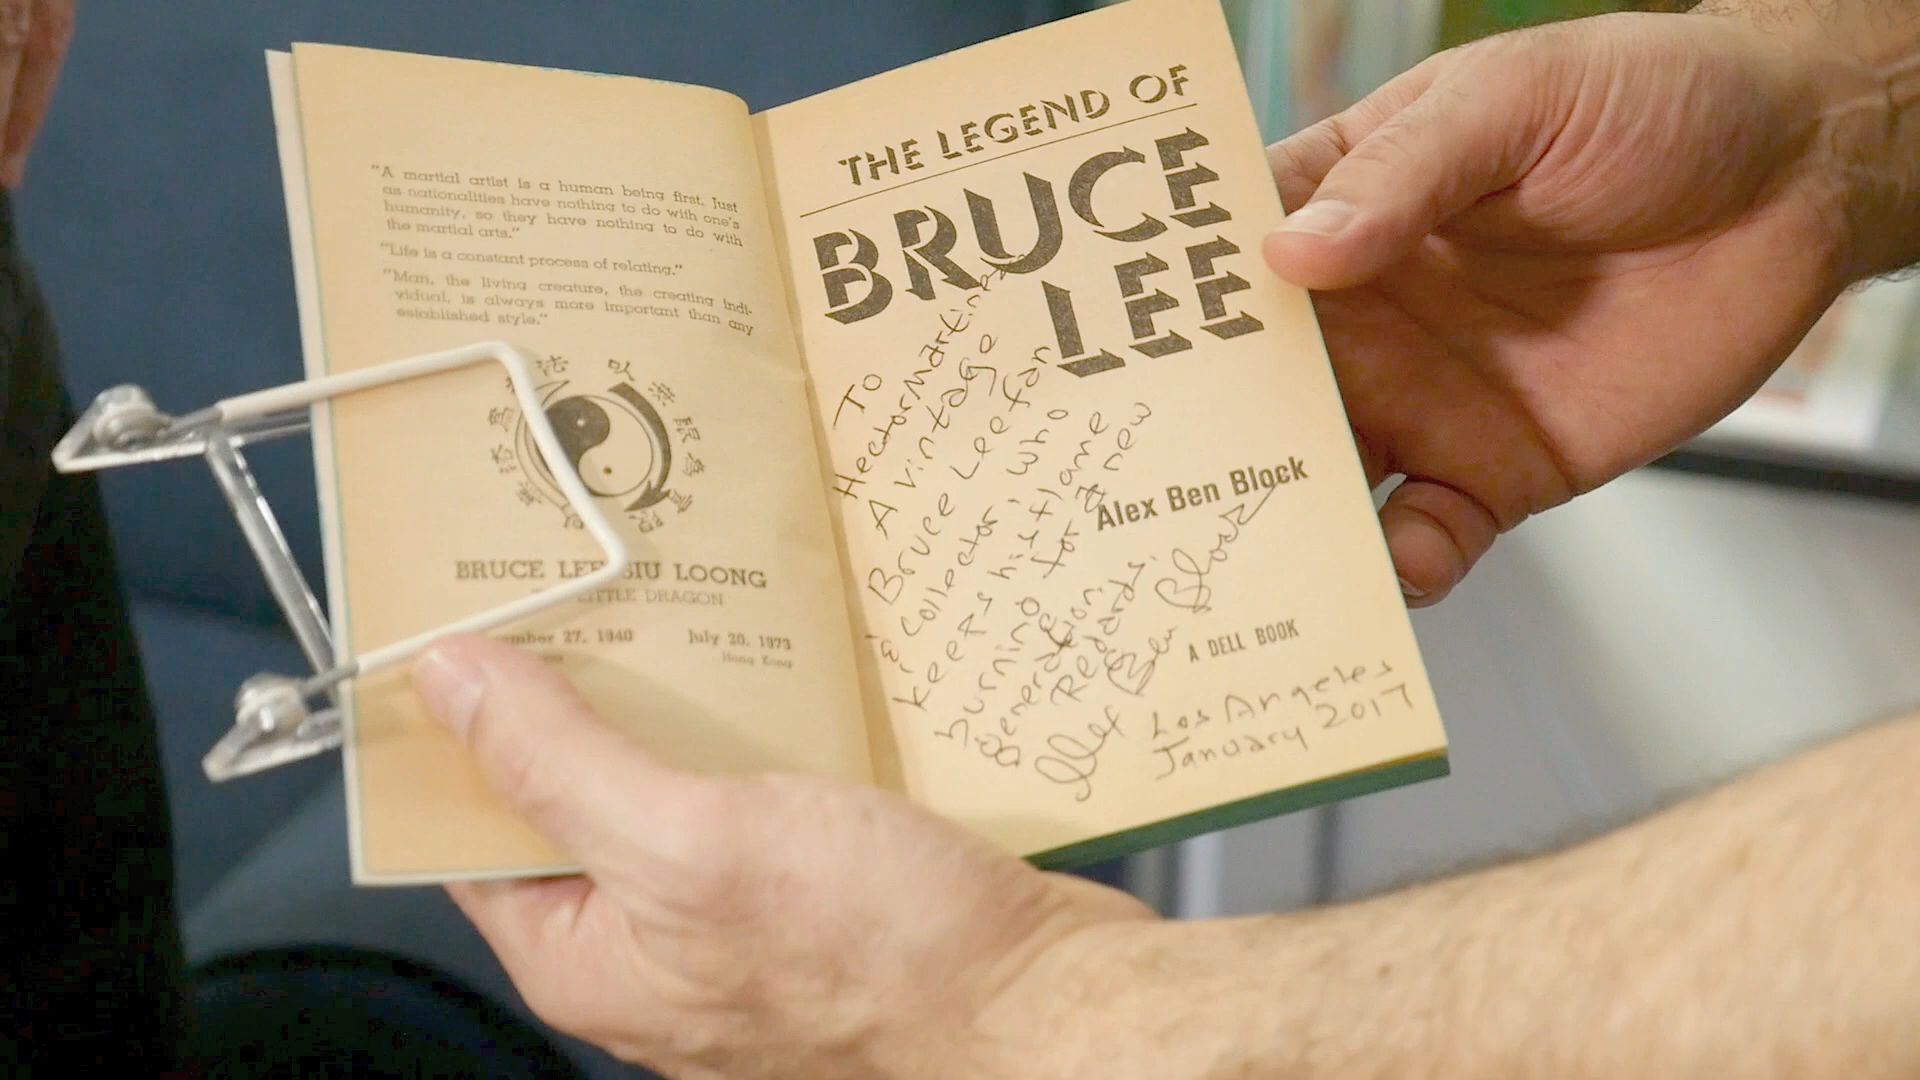 "A martial artist is a human being first. Just
as nationalities have nothing to do with one's
humanity, so they have nothing to do with
the martial arts."
"Life is a constant process of relating."
"Man, the living creature, the creating indi-
vidual, is always more important than any
established style."
BRUCE LEE SIU LOONG
LITTLE DRAGON
27, 1940 July 20, 1973
Hong Kong
THE LEGEND OF
BRUCE
LEE
To
Hector Martinez
A vintage
Bruce Lee fan
& collector, who
keeps his flame
burning for a new
generation.
Regards,
Alex Ben Block
Alex Ben Block
A DELL BOOK
Los Angeles
January 2017